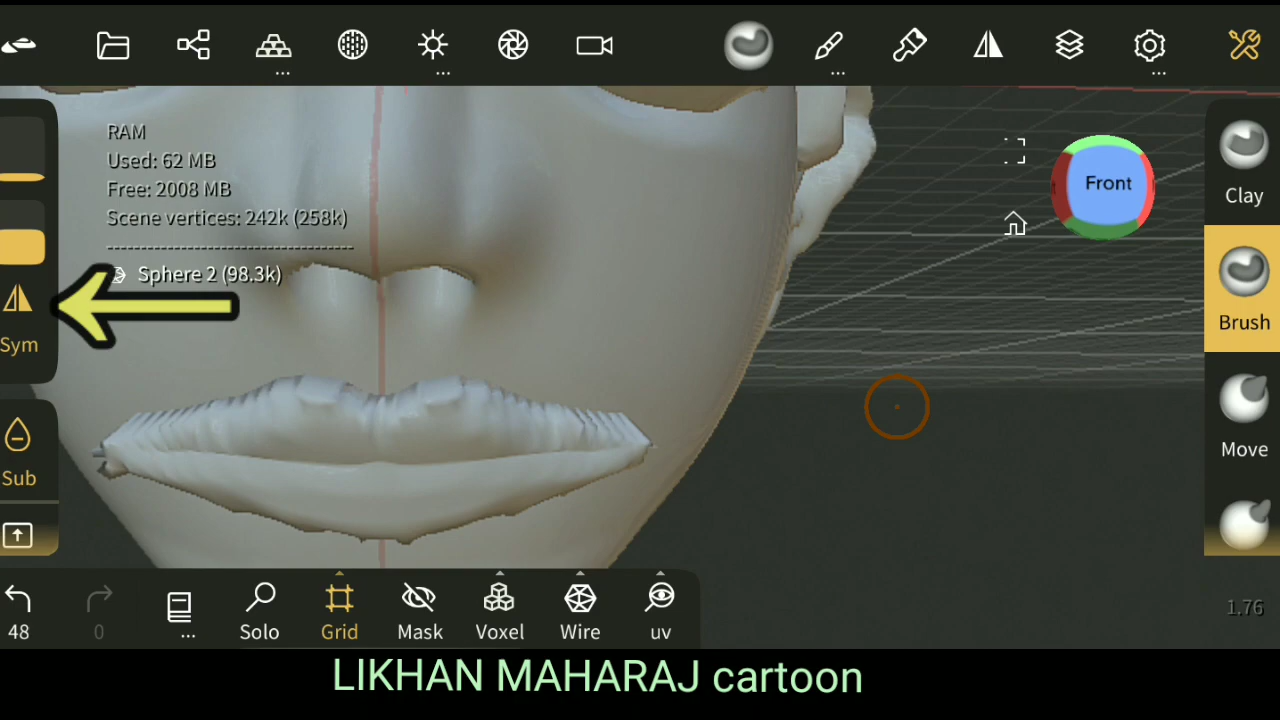 RAM
Used: 62 MB
Free: 2008 MB
Scene vertices: 242k (258k)
Sphere 2 (98.3k)
Front
Clay
Brush
Move
Sym
Sub
48
0
...
Solo
Grid
Mask
Voxel
Wire
uv
1.76
LIKHAN MAHARAJ cartoon